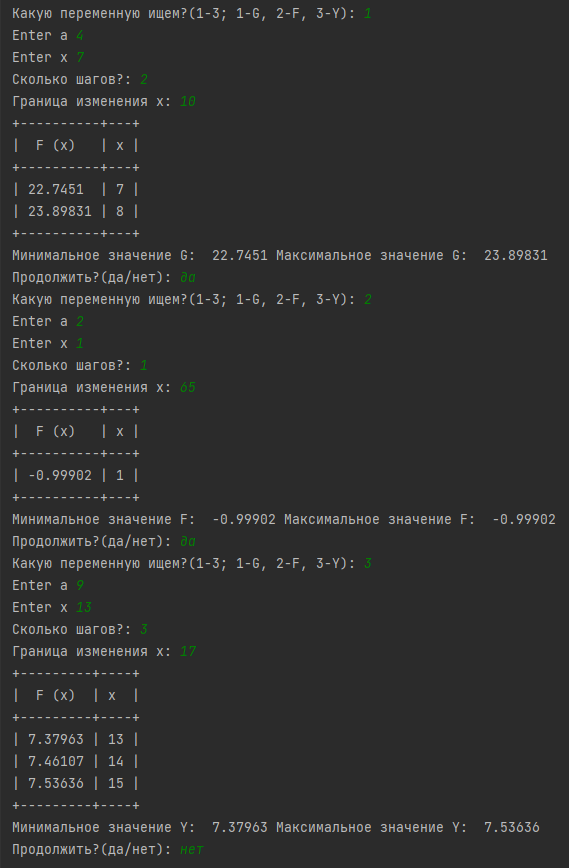 Какую переменную ищем?(1-3; 1-G, 2-F, 3-Y): 1
Enter a 4
Enter x 7
Сколько шагов?: 2
Граница изменения x: 10
+----------+---+
|  F (x)   | x |
+----------+---+
| 22.7451  | 7 |
| 23.89831 | 8 |
+----------+---+
Минимальное значение G:  22.7451 Максимальное значение G:  23.89831
Продолжить?(да/нет): да
Какую переменную ищем?(1-3; 1-G, 2-F, 3-Y): 2
Enter a 2
Enter x 1
Сколько шагов?: 1
Граница изменения x: 65
+----------+---+
|  F (x)   | x |
+----------+---+
| -0.99902 | 1 |
+----------+---+
Минимальное значение F:  -0.99902 Максимальное значение F:  -0.99902
Продолжить?(да/нет): да
Какую переменную ищем?(1-3; 1-G, 2-F, 3-Y): 3
Enter a 9
Enter x 13
Сколько шагов?: 3
Граница изменения x: 17
+---------+----+
|  F (x)  | x  |
+---------+----+
| 7.37963 | 13 |
| 7.46107 | 14 |
| 7.53636 | 15 |
+---------+----+
Минимальное значение Y:  7.37963 Максимальное значение Y:  7.53636
Продолжить?(да/нет): нет